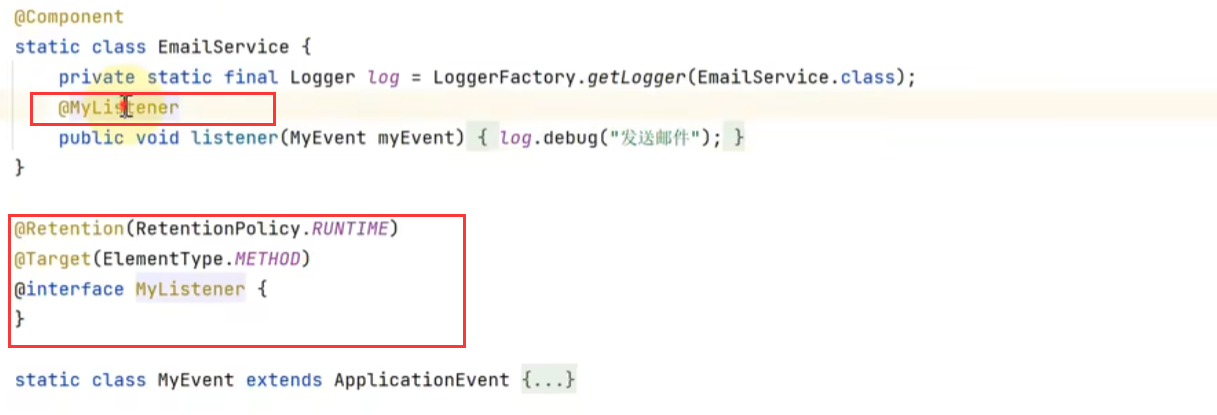 @Component
static class EmailService {
private static final Logger log = LoggerFactory.getLogger(EmailService.class);
@MyListener
public void listener(MyEvent myEvent) { log.debug("发送邮件"); }
}
@Retention(RetentionPolicy.RUNTIME)
@Target(ElementType.METHOD)
@interface MyListener {
}
static class MyEvent extends ApplicationEvent {...}